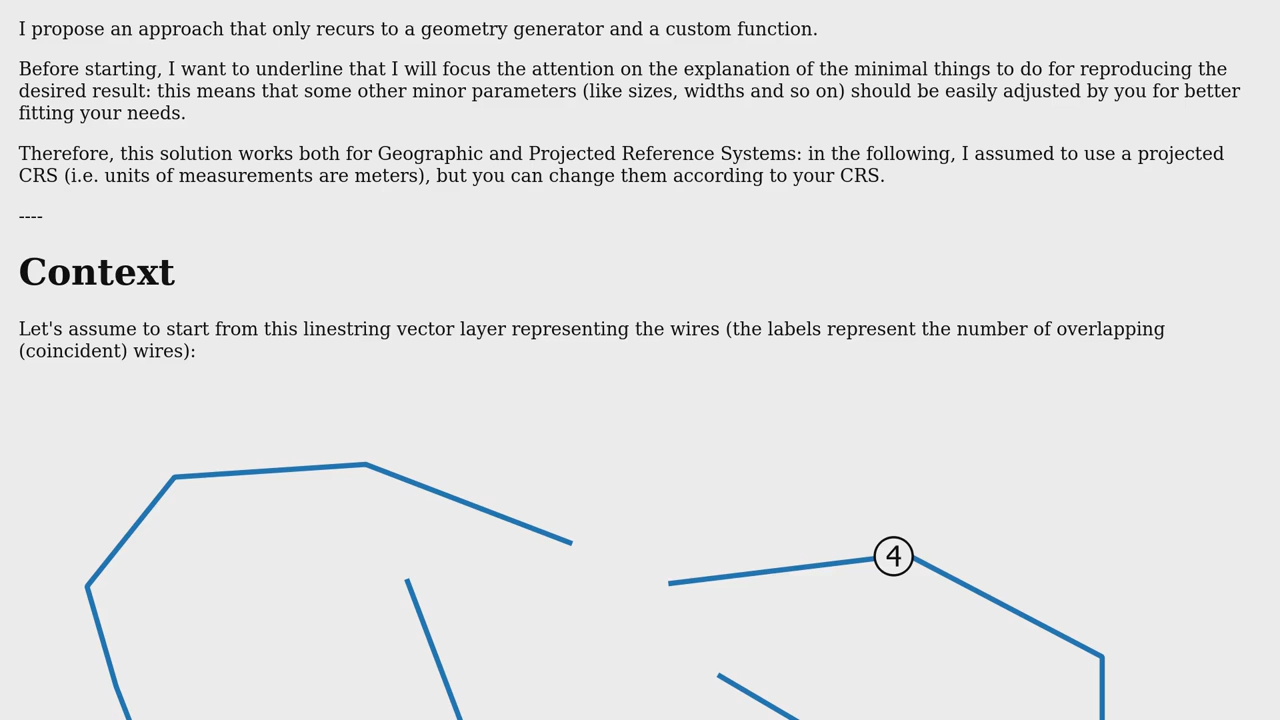 I propose an approach that only recurs to a geometry generator and a custom function.
Before starting, I want to underline that I will focus the attention on the explanation of the minimal things to do for reproducing the
desired result: this means that some other minor parameters (like sizes, widths and so on) should be easily adjusted by you for better
fitting your needs.
Therefore, this solution works both for Geographic and Projected Reference Systems: in the following, I assumed to use a projected
CRS (i.e. units of measurements are meters), but you can change them according to your CRS.
----
Context
Let's assume to start from this linestring vector layer representing the wires (the labels represent the number of overlapping
(coincident) wires):
4